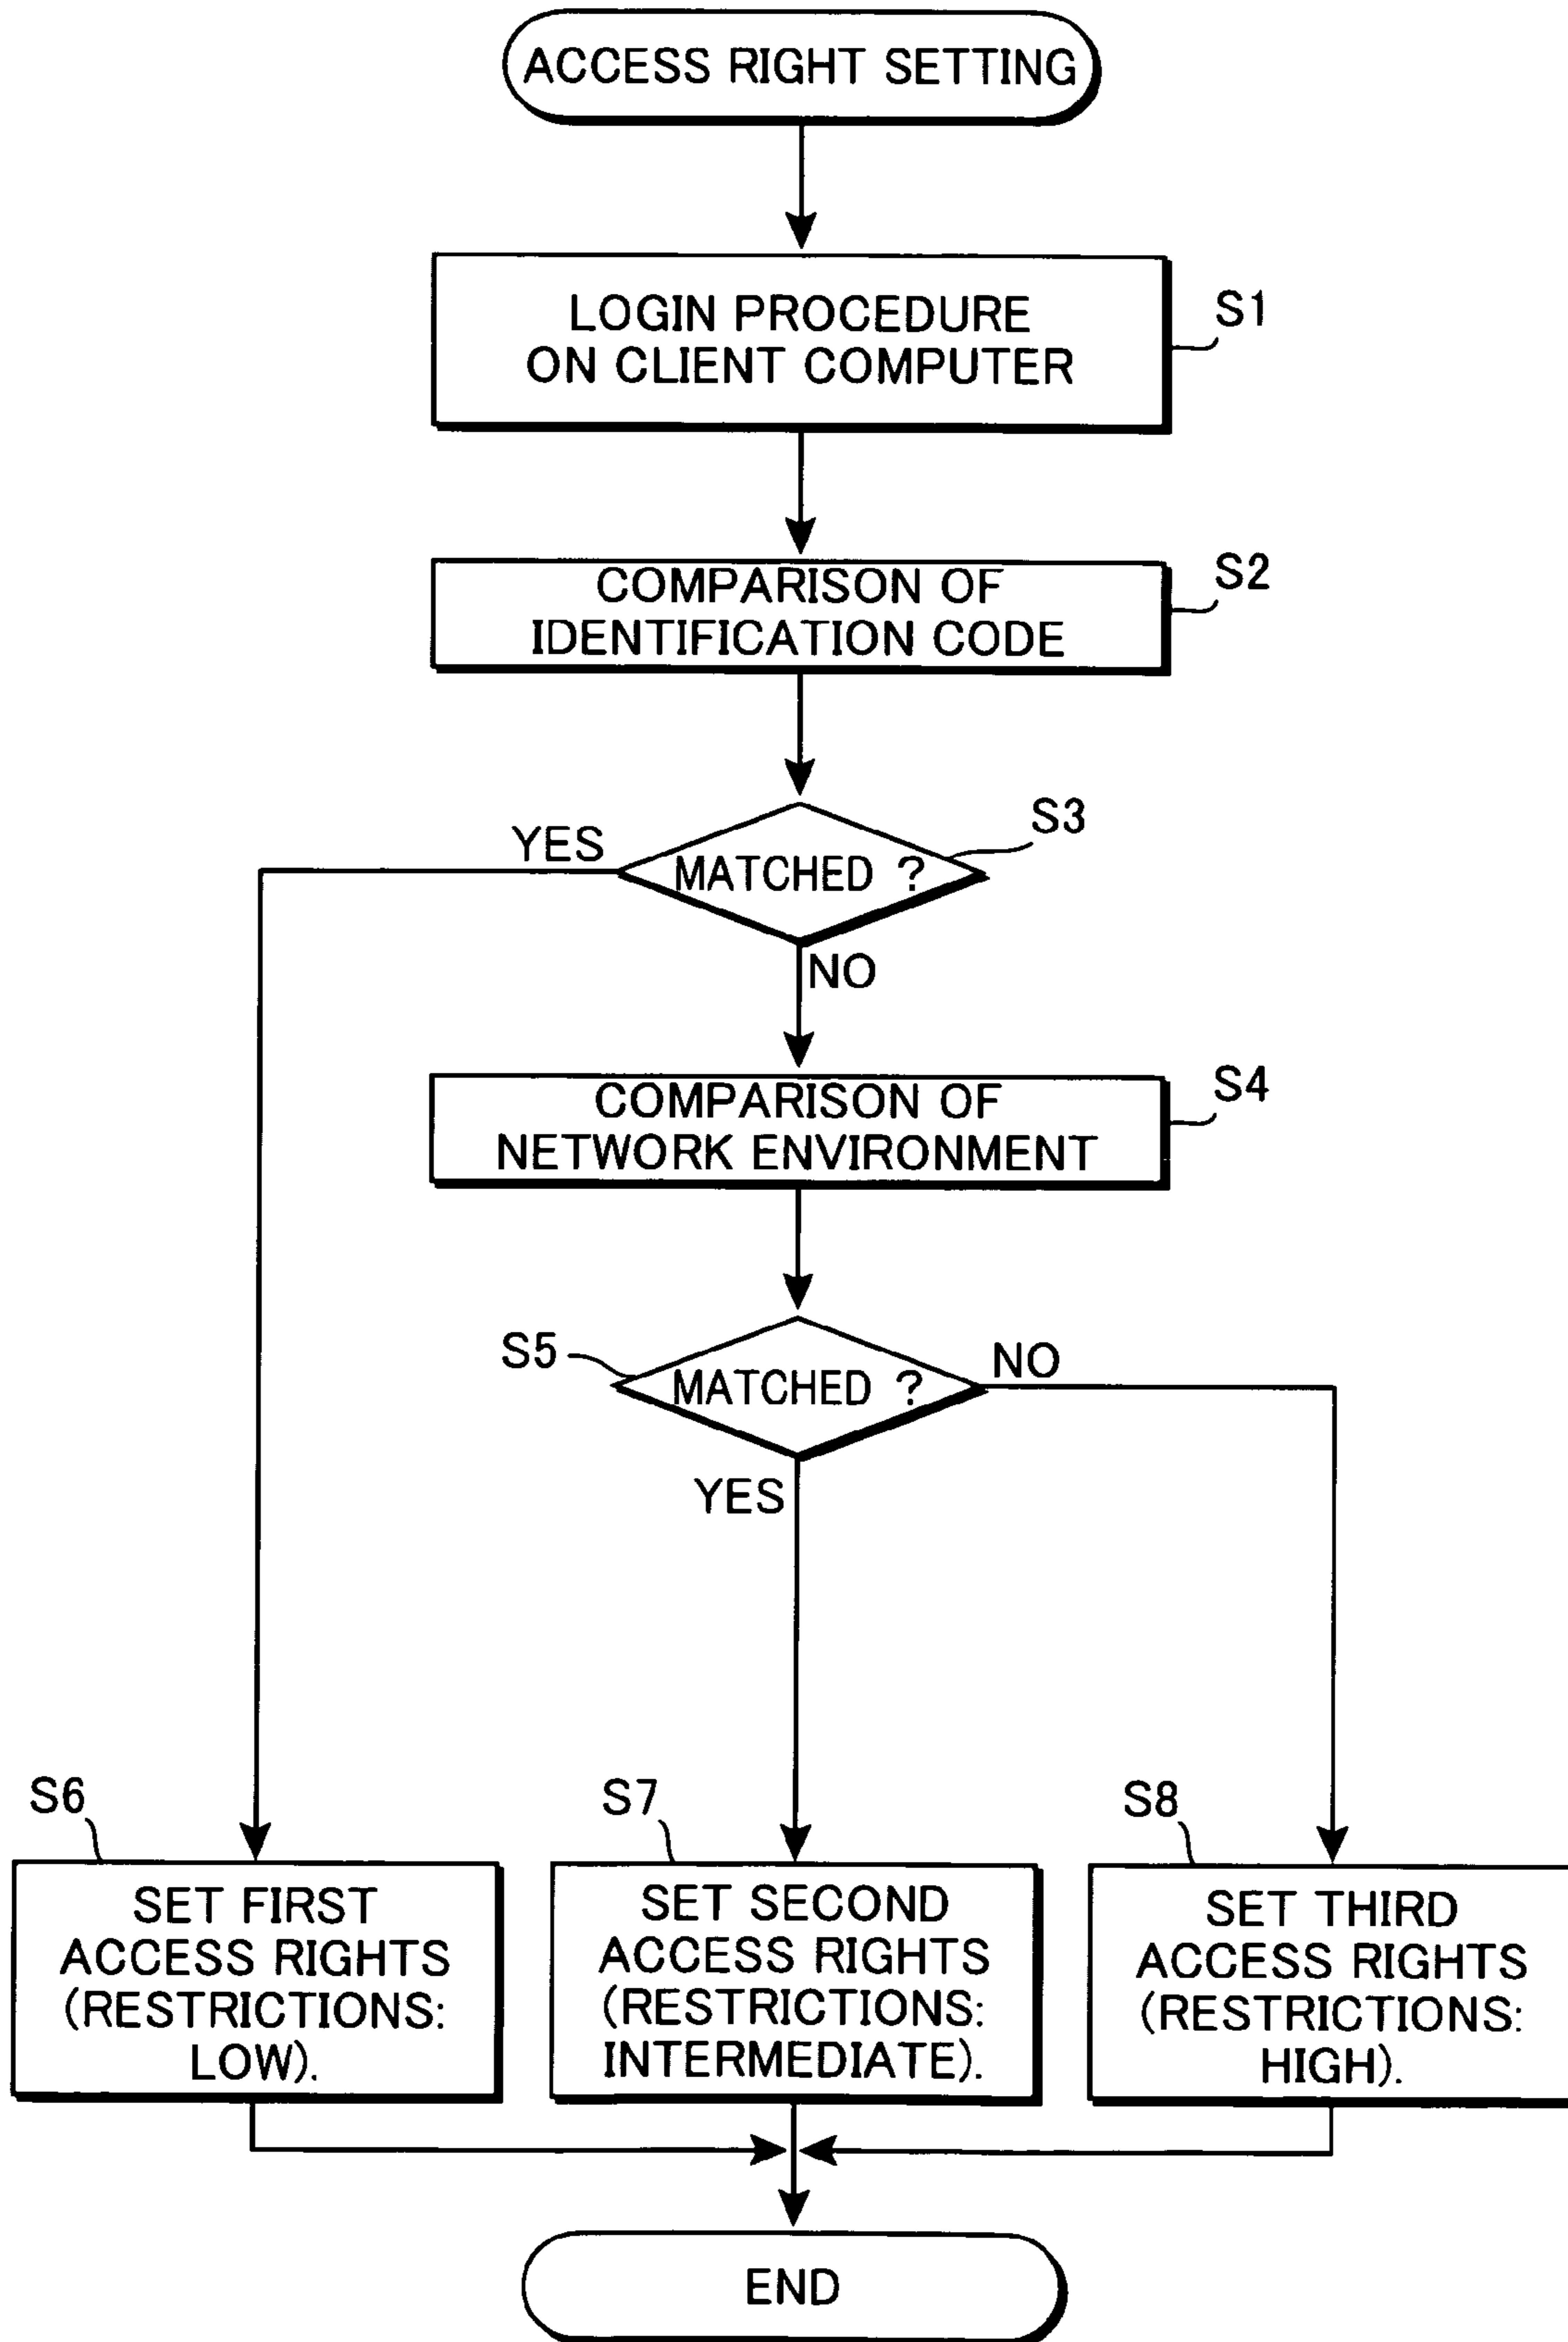 ACCESS RIGHT SETTING
LOGIN PROCEDURE
ON CLIENT COMPUTER
S1
COMPARISON OF
IDENTIFICATION CODE
S2
YES
MATCHED ?
S3
NO
COMPARISON OF
NETWORK ENVIRONMENT
S4
S5
MATCHED ?
NO
YES
S6
SET FIRST
ACCESS RIGHTS
(RESTRICTIONS:
LOW).
S7
SET SECOND
ACCESS RIGHTS
(RESTRICTIONS:
INTERMEDIATE).
S8
SET THIRD
ACCESS RIGHTS
(RESTRICTIONS:
HIGH).
END